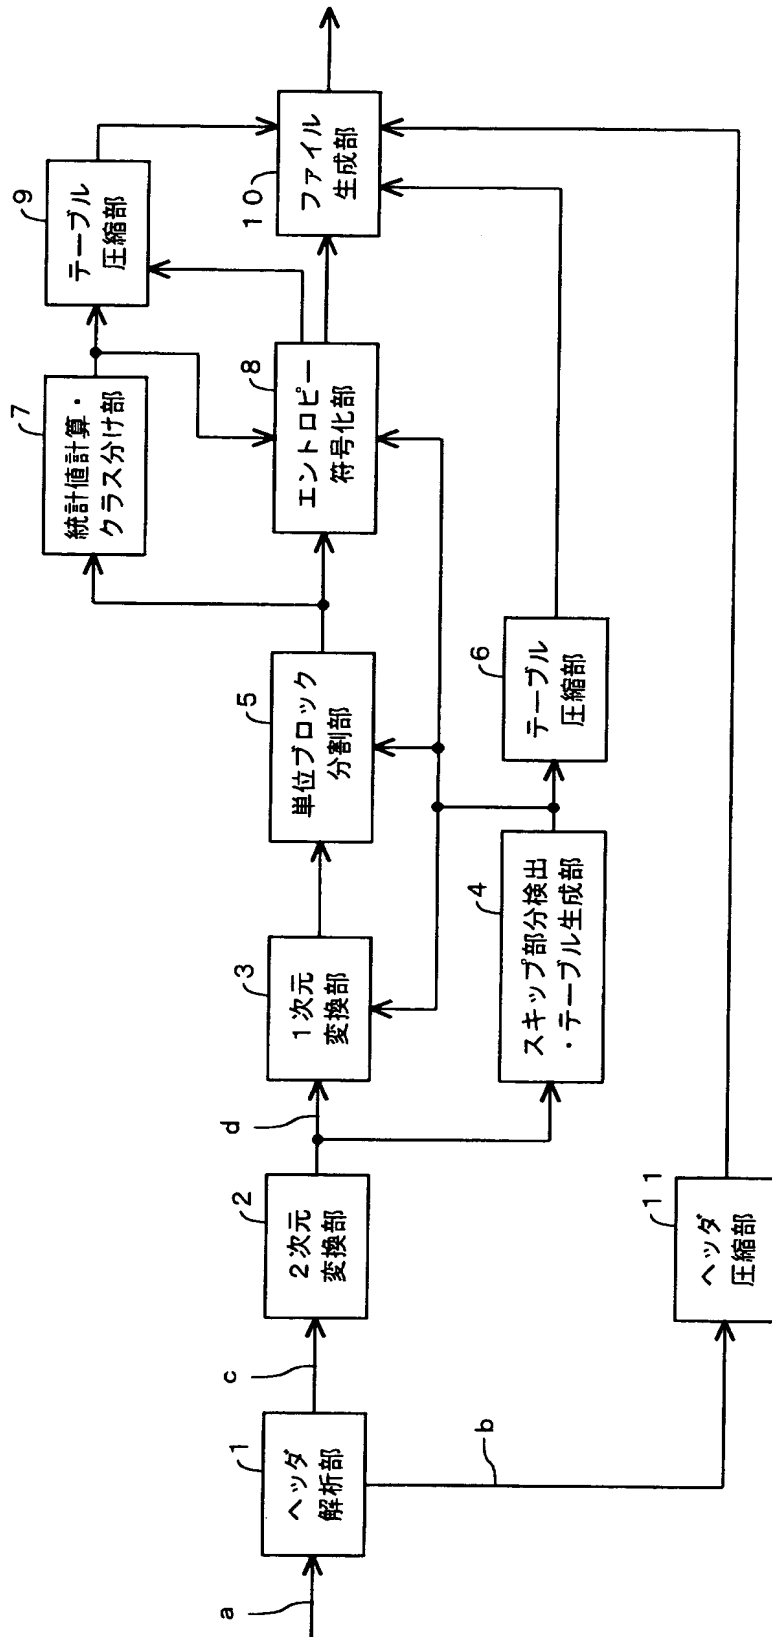 a
1
ヘッダ
解析部
b
c
2
2次元
変換部
d
3
1次元
変換部
4
スキップ部分検出
・テーブル生成部
5
単位ブロック
分割部
6
テーブル
圧縮部
7
統計値計算・
クラス分け部
8
エントロピー
符号化部
9
テーブル
圧縮部
10
ファイル
生成部
11
ヘッダ
圧縮部